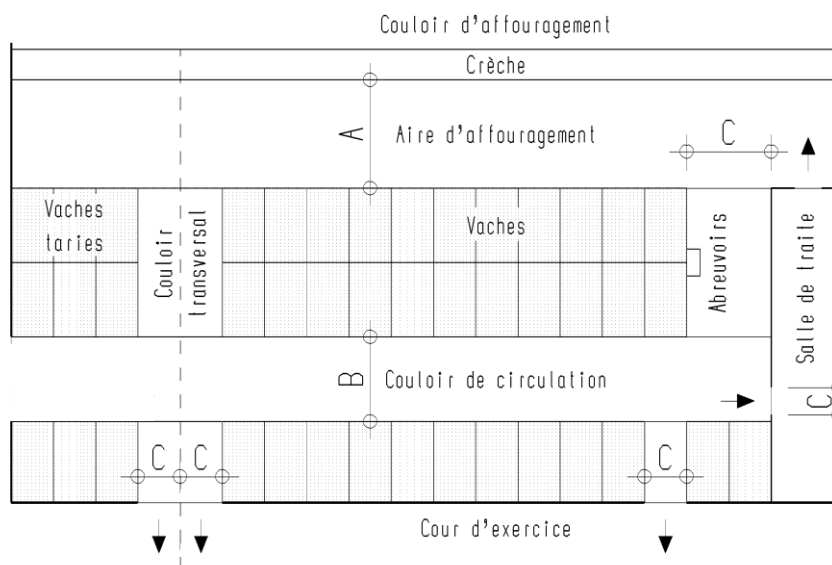 Couloir d'affouragement
Crèche
A
Aire d'affouragement
C
Vaches
taries
Couloir
transversal
Vaches
Abreuvoirs
Salle de traite
B
Couloir de circulation
C
C
C
C
Cour d'exercice